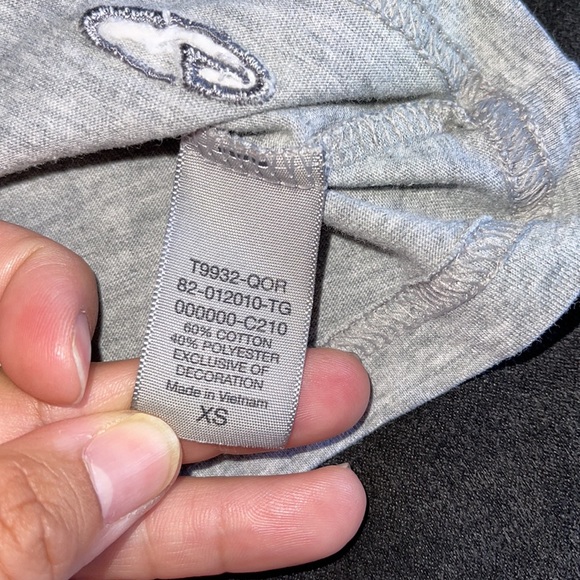 T9932-QOR
82-012010-TG
000000-C210
60% COTTON
40% POLYESTER
EXCLUSIVE OF
DECORATION
Made in Vietnam
XS